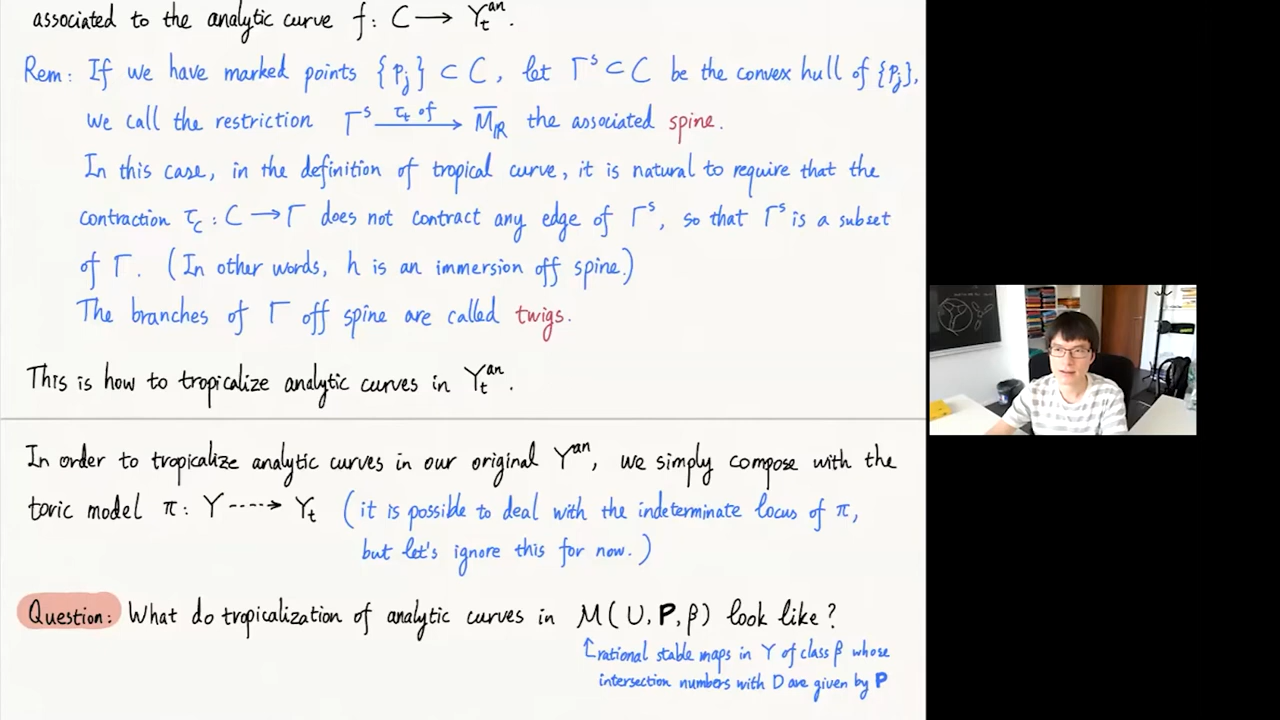 associated to the analytic curve f: C ⟶ Y_t^an.
Rem: If we have marked points {P_j} ⊂ C, let Γ^s ⊂ C be the convex hull of {P_j},
we call the restriction Γ^s —τ_t of→ M̄_ℝ the associated spine.
In this case, in the definition of tropical curve, it is natural to require that the
contraction τ_C: C ⟶ Γ does not contract any edge of Γ^s, so that Γ^s is a subset
of Γ. (In other words, h is an immersion off spine.)
The branches of Γ off spine are called twigs.
This is how to tropicalize analytic curves in Y_t^an.
In order to tropicalize analytic curves in our original Y^an, we simply compose with the
toric model π: Y ⇢ Y_t (it is possible to deal with the indeterminate locus of π,
but let's ignore this for now.)
Question: What do tropicalization of analytic curves in M(U, P, β) look like?
↑rational stable maps in Y of class β whose
intersection numbers with D are given by P